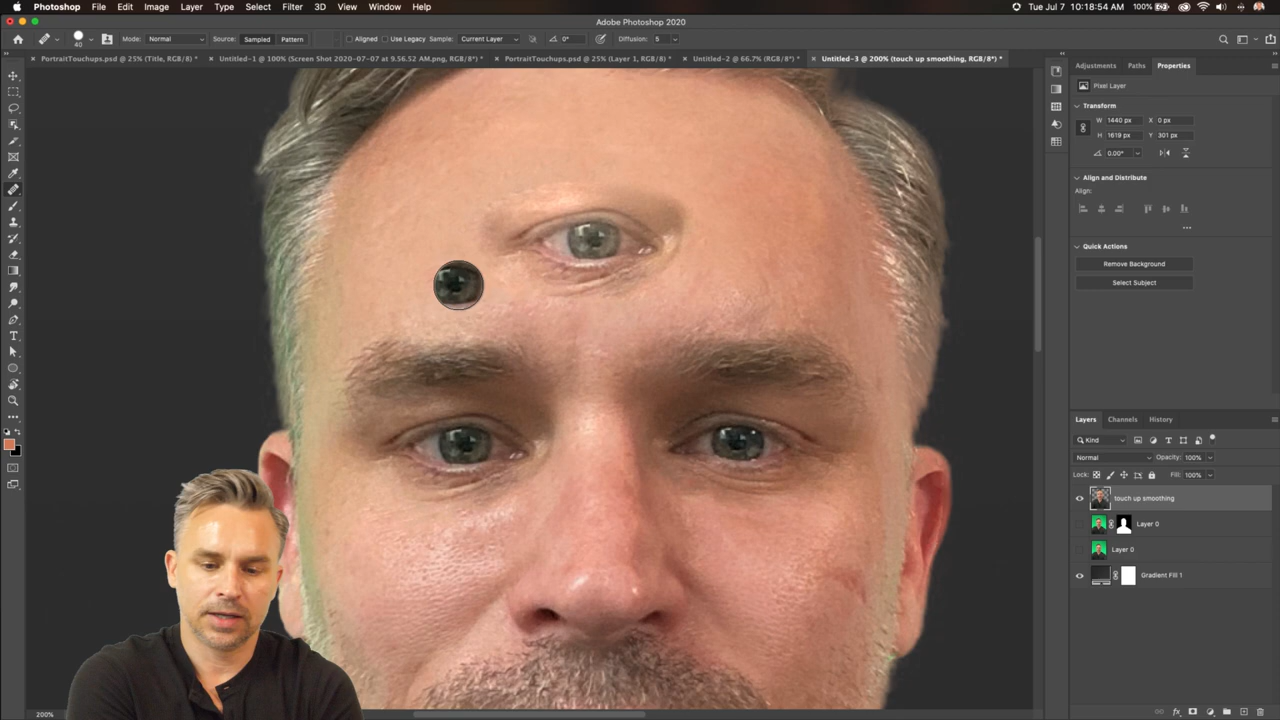 Photoshop File Edit Image Layer Type Select Filter 3D View Window Help 100% Tue Jul 7 10:18:54 AM
Adobe Photoshop 2020
40 Mode: Normal Source: Sampled Pattern Aligned Use Legacy Sample: Current Layer 0° Diffusion: 5
PortraitTouchups.psd @ 25% (Title, RGB/8) * Untitled-1 @ 100% (Screen Shot 2020-07-07 at 9.56.52 AM.png, RGB/8*) * PortraitTouchups.psd @ 25% (Layer 1, RGB/8) * Untitled-2 @ 66.7% (RGB/8*) * Untitled-3 @ 200% (touch up smoothing, RGB/8*) *
Adjustments Paths Properties
Pixel Layer
Transform
W 1440 px X 0 px
H 1619 px Y 301 px
0.00°
Align and Distribute
Align:
Quick Actions
Remove Background
Select Subject
Layers Channels History
Kind
Normal Opacity: 100%
Lock: Fill: 100%
touch up smoothing
Layer 0
Layer 0
Gradient Fill 1
200%